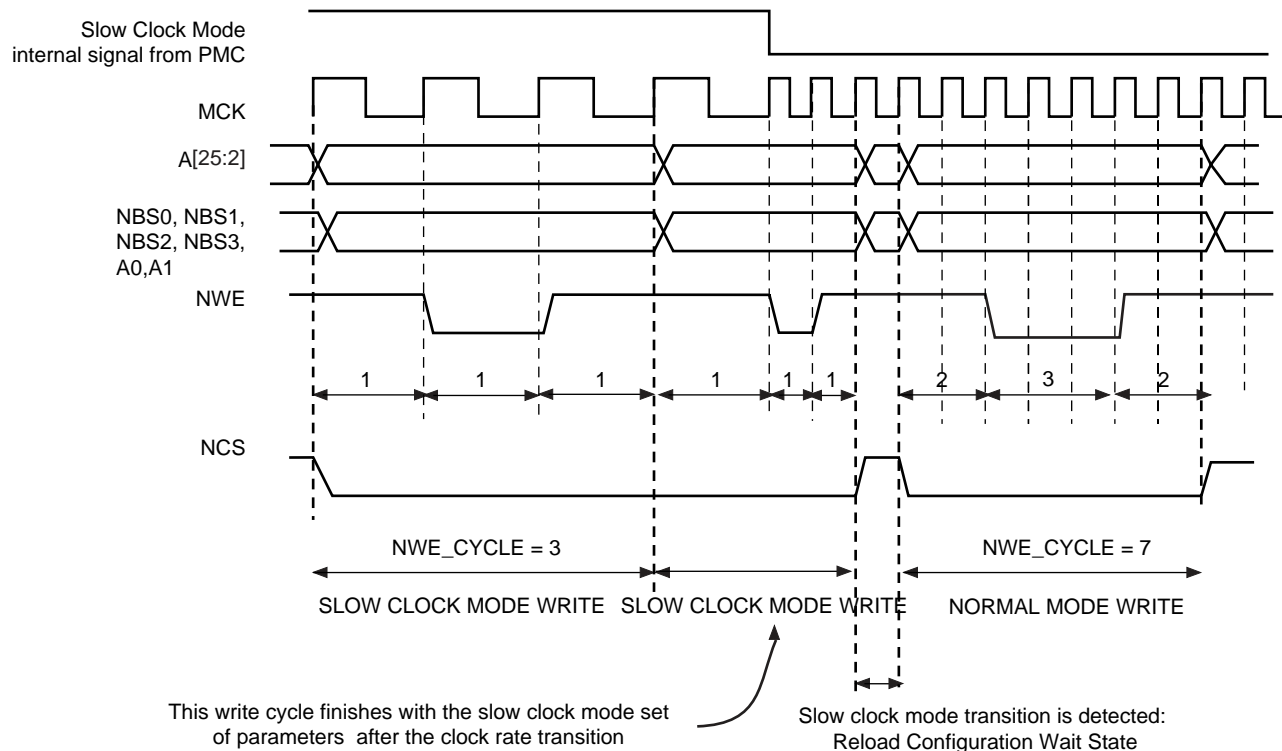 Slow Clock Mode
internal signal from PMC
MCK
A[25:2]
NBS0, NBS1,
NBS2, NBS3,
A0,A1
NWE
1 1 1 1 1 1 2 3 2
NCS
NWE_CYCLE = 3 NWE_CYCLE = 7
SLOW CLOCK MODE WRITE SLOW CLOCK MODE WRITE NORMAL MODE WRITE
This write cycle finishes with the slow clock mode set
of parameters after the clock rate transition
Slow clock mode transition is detected:
Reload Configuration Wait State